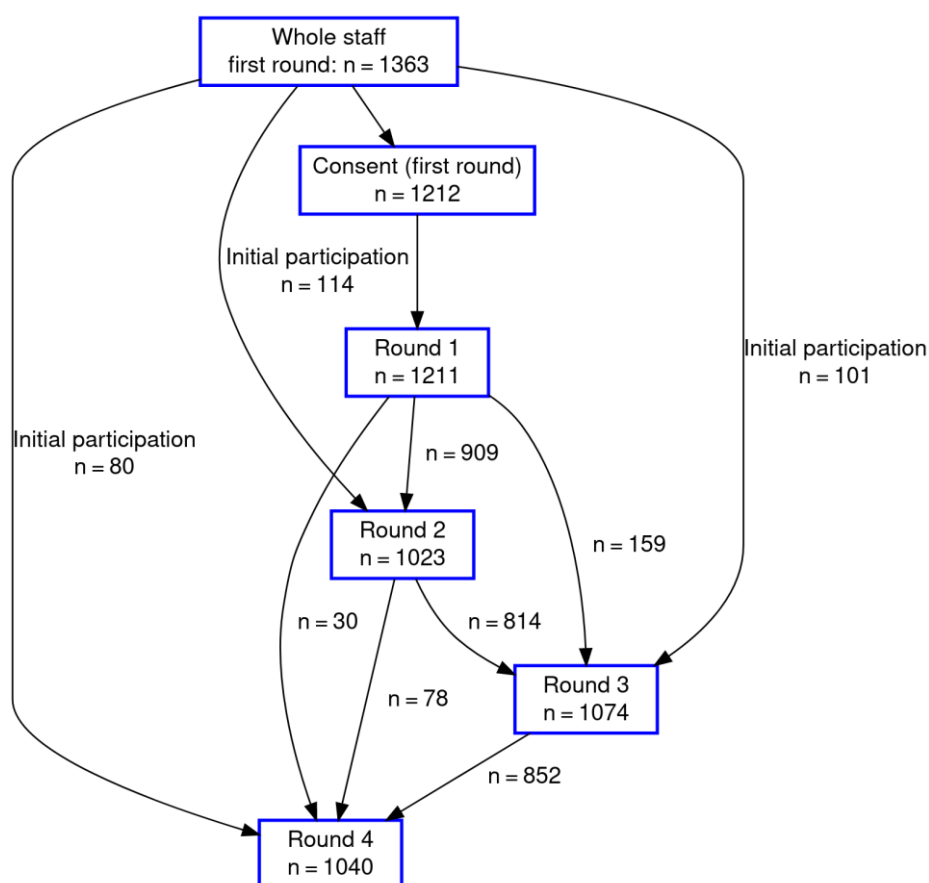 Whole staff
first round: n = 1363
Consent (first round)
n = 1212
Initial participation
n = 114
Round 1
n = 1211
Initial participation
n = 101
Initial participation
n = 80
n = 909
Round 2
n = 1023
n = 159
n = 30
n = 814
n = 78
Round 3
n = 1074
n = 852
Round 4
n = 1040